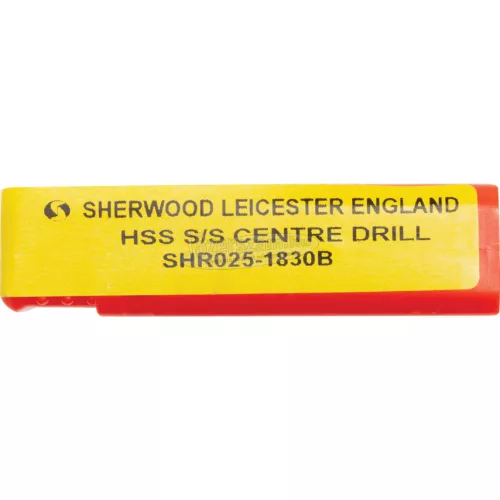 SHERWOOD LEICESTER ENGLAND
HSS S/S CENTRE DRILL
SHR025-1830B